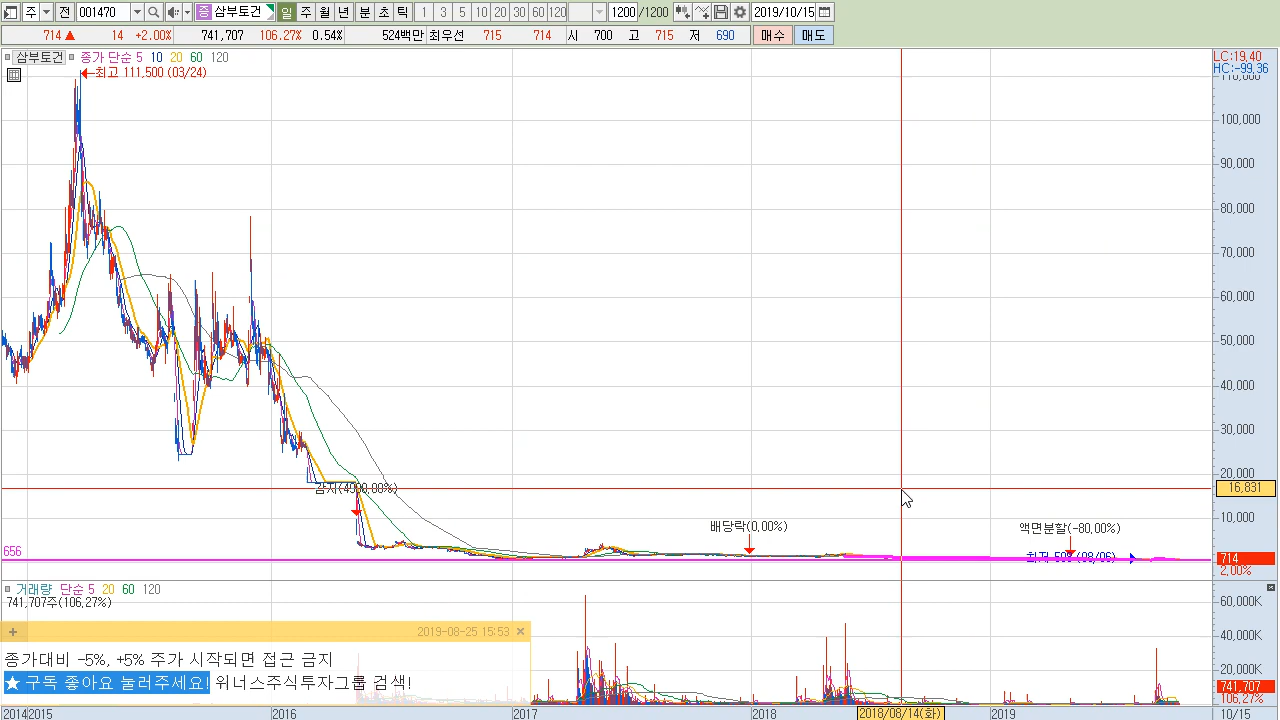 주 전 001470 증 삼부토건 일 주 월 년 분 초 틱 1 3 5 10 20 30 60 120 1200 /1200 2019/10/15
714 ▲ 14 +2.00% 741,707 106.27% 0.54% 524백만 최우선 715 714 시 700 고 715 저 690 매수 매도
삼부토건 종가 단순 5 10 20 60 120
LC:19.40
HC:-99.36
최고 111,500 (03/24)
110,000
100,000
90,000
80,000
70,000
60,000
50,000
40,000
30,000
20,000
16,831
10,000
배당락(0.00%)
액면분할(-80.00%)
656
714
2.00%
거래량 단순 5 20 60 120
741,707주(106.27%)
60,000K
40,000K
20,000K
741,707
106.27%
+ 2019-08-25 15:53 ×
종가대비 -5%, +5% 주가 시작되면 접근 금지
★ 구독 좋아요 눌러주세요! 위너스주식투자그룹 검색!
2014 2015 2016 2017 2018 2018/08/14(화) 2019 10/15